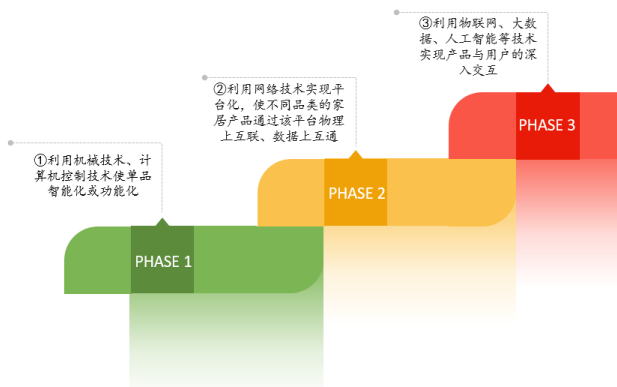 ①利用机械技术、计
算机控制技术使单品
智能化或功能化
PHASE 1
②利用网络技术实现平
台化，使不同品类的家
居产品通过该平台物理
上互联、数据上互通
PHASE 2
③利用物联网、大数
据、人工智能等技术
实现产品与用户的深
入交互
PHASE 3